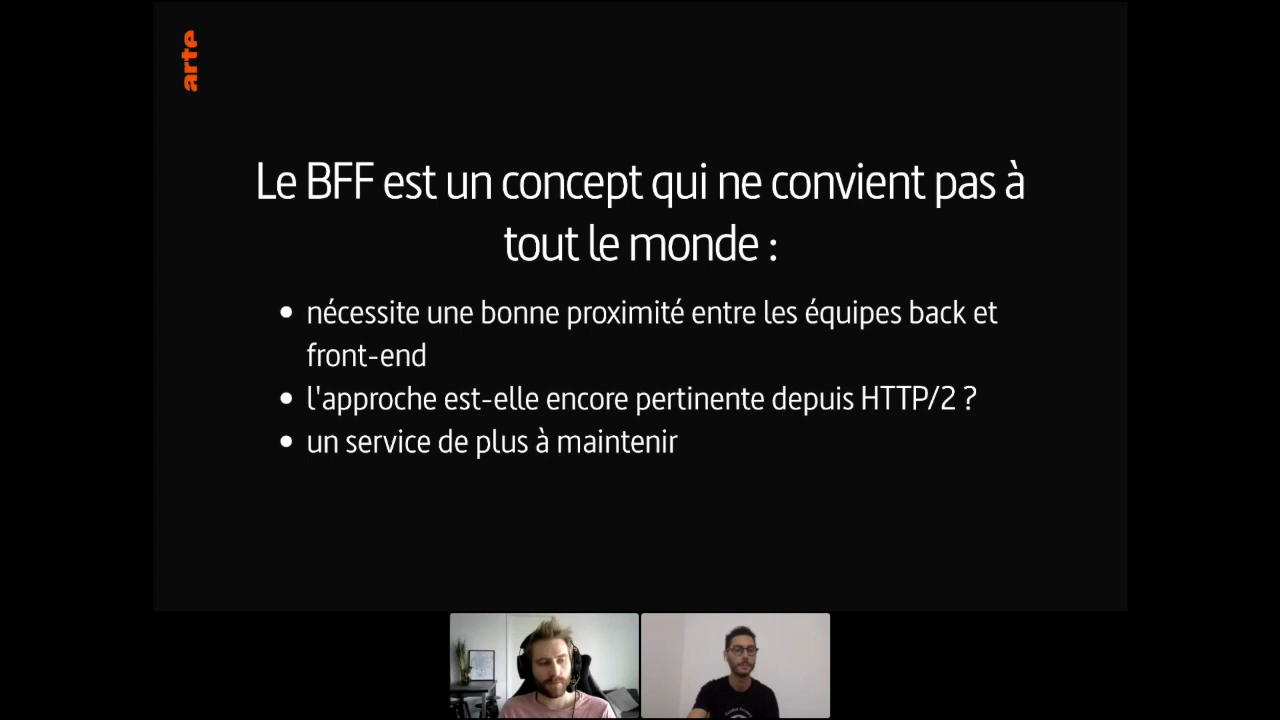 arte
Le BFF est un concept qui ne convient pas à
tout le monde :
nécessite une bonne proximité entre les équipes back et
front-end
l'approche est-elle encore pertinente depuis HTTP/2 ?
un service de plus à maintenir